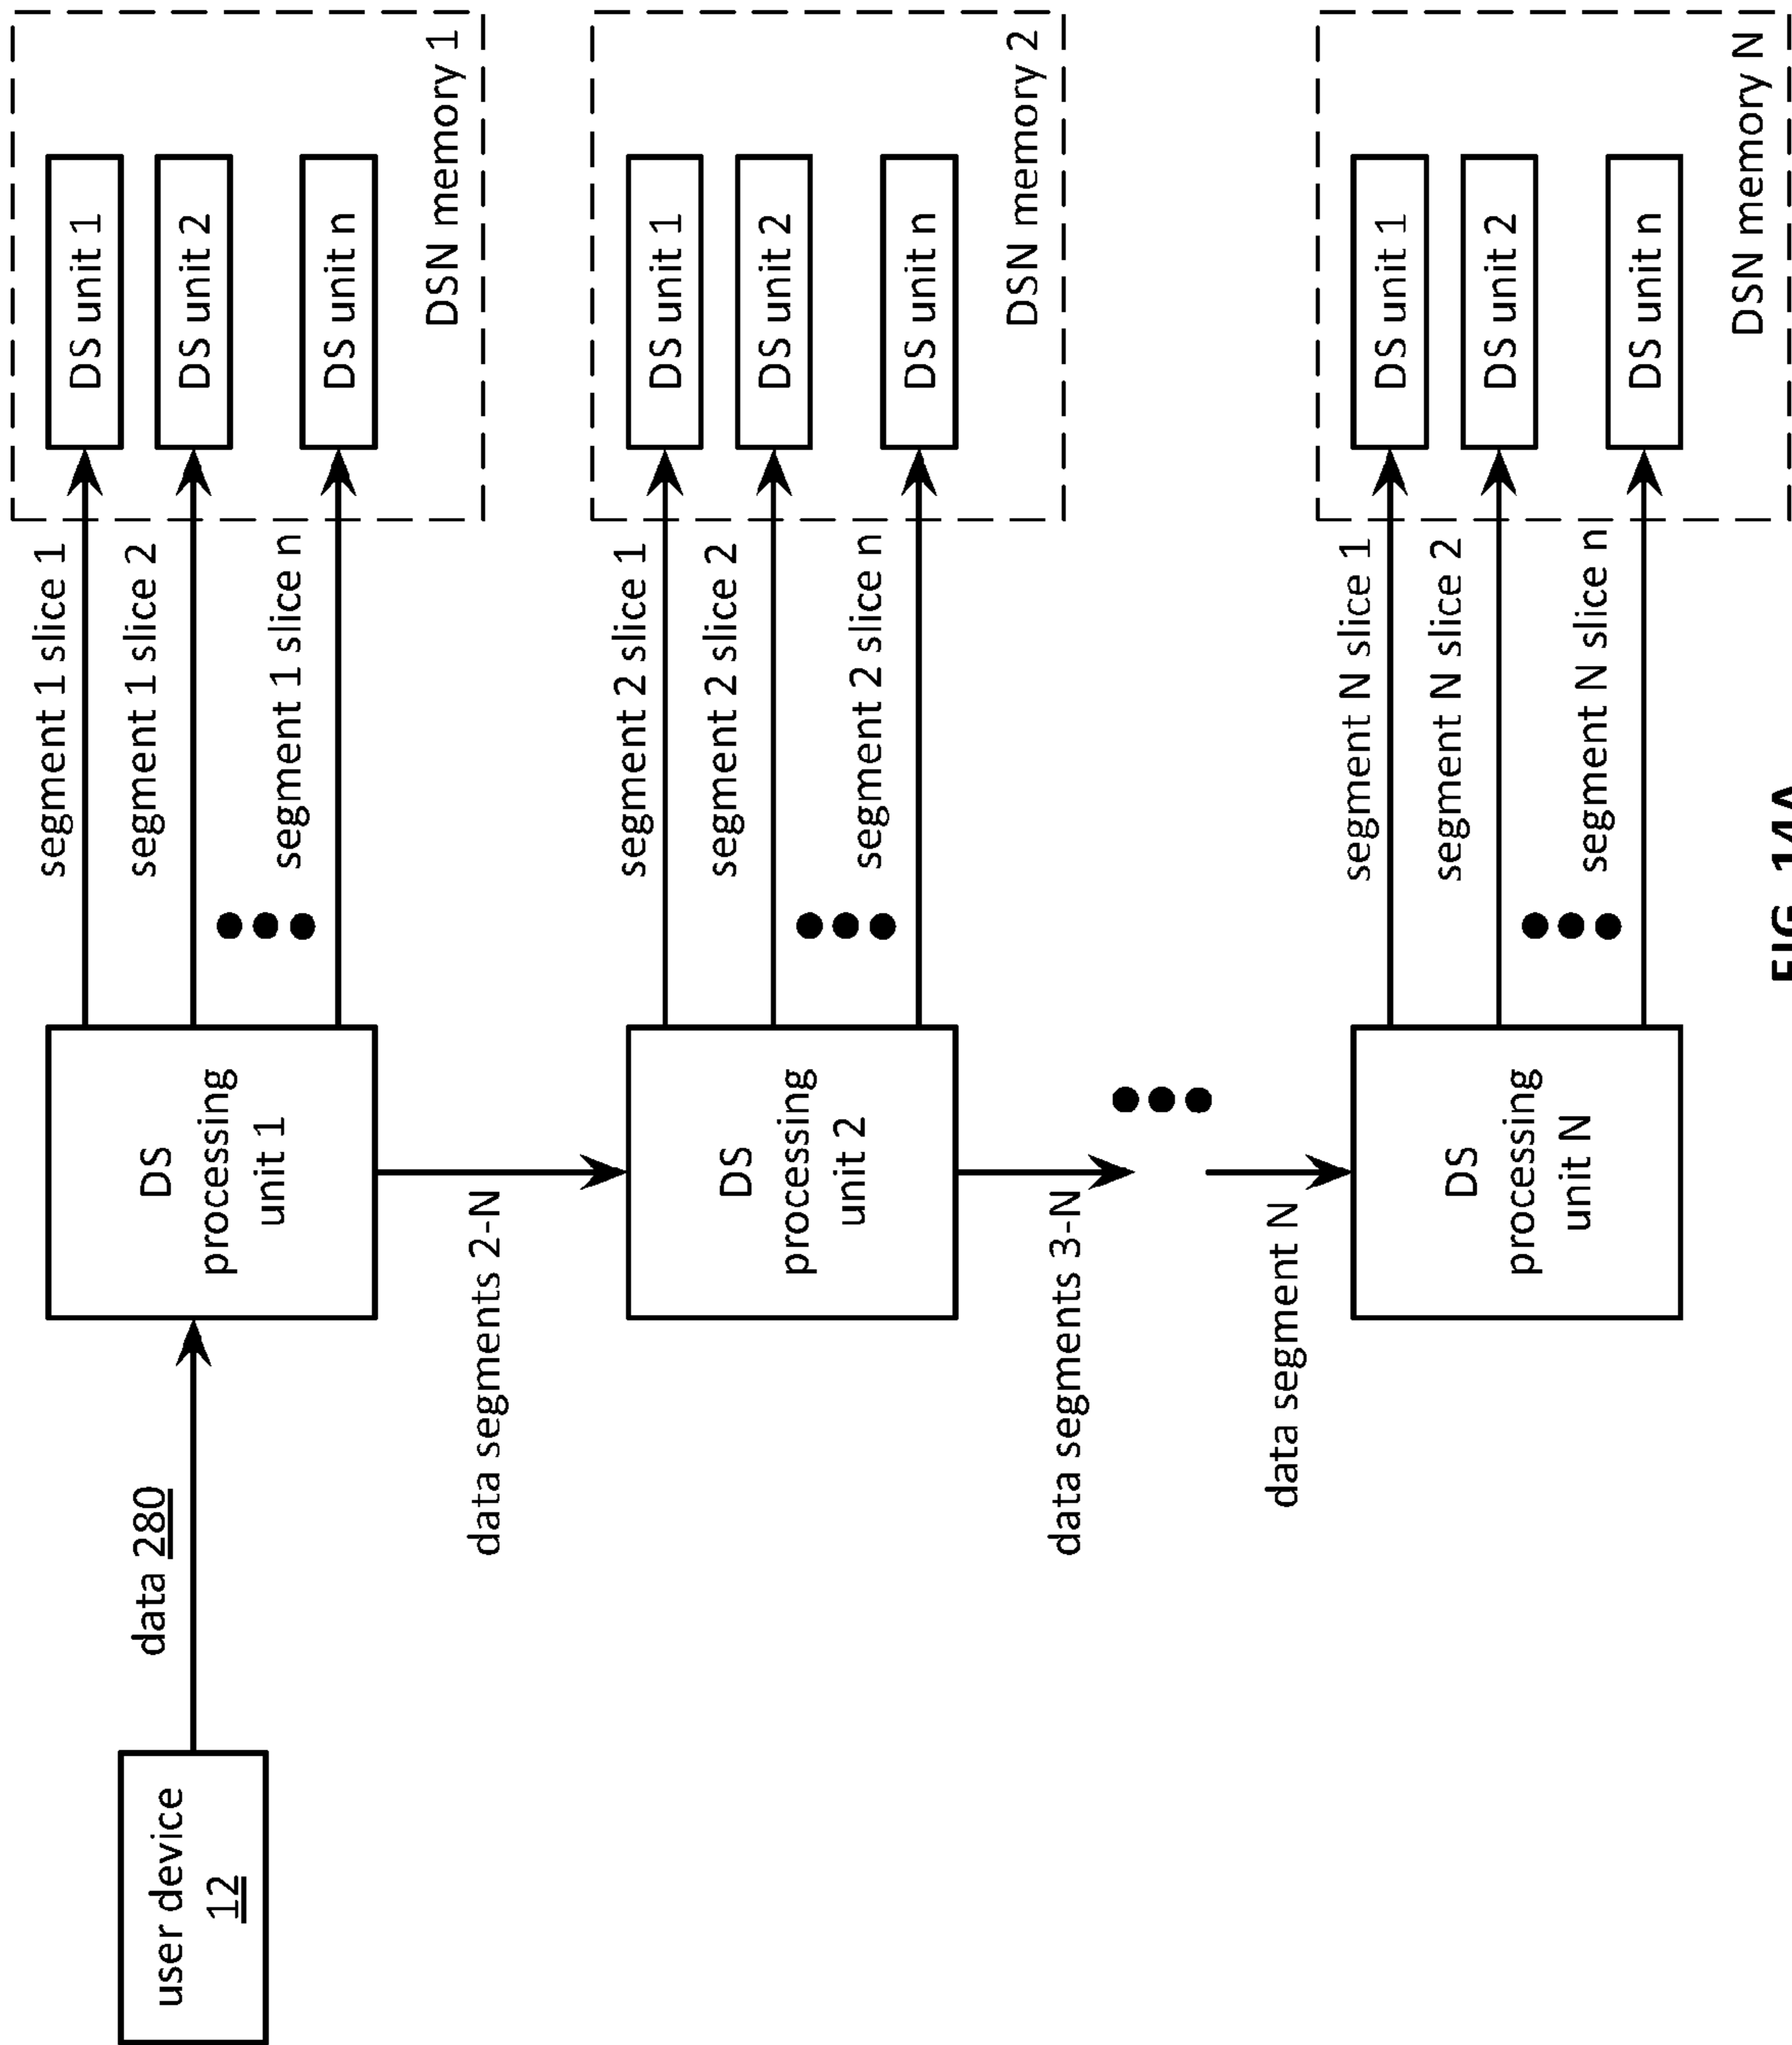 user device
12
data 280
DS
processing
unit 1
segment 1 slice 1
segment 1 slice 2
segment 1 slice n
DS unit 1
DS unit 2
DS unit n
DSN memory 1
data segments 2-N
DS
processing
unit 2
segment 2 slice 1
segment 2 slice 2
segment 2 slice n
DS unit 1
DS unit 2
DS unit n
DSN memory 2
data segments 3-N
data segment N
DS
processing
unit N
segment N slice 1
segment N slice 2
segment N slice n
DS unit 1
DS unit 2
DS unit n
DSN memory N
FIG. 14A